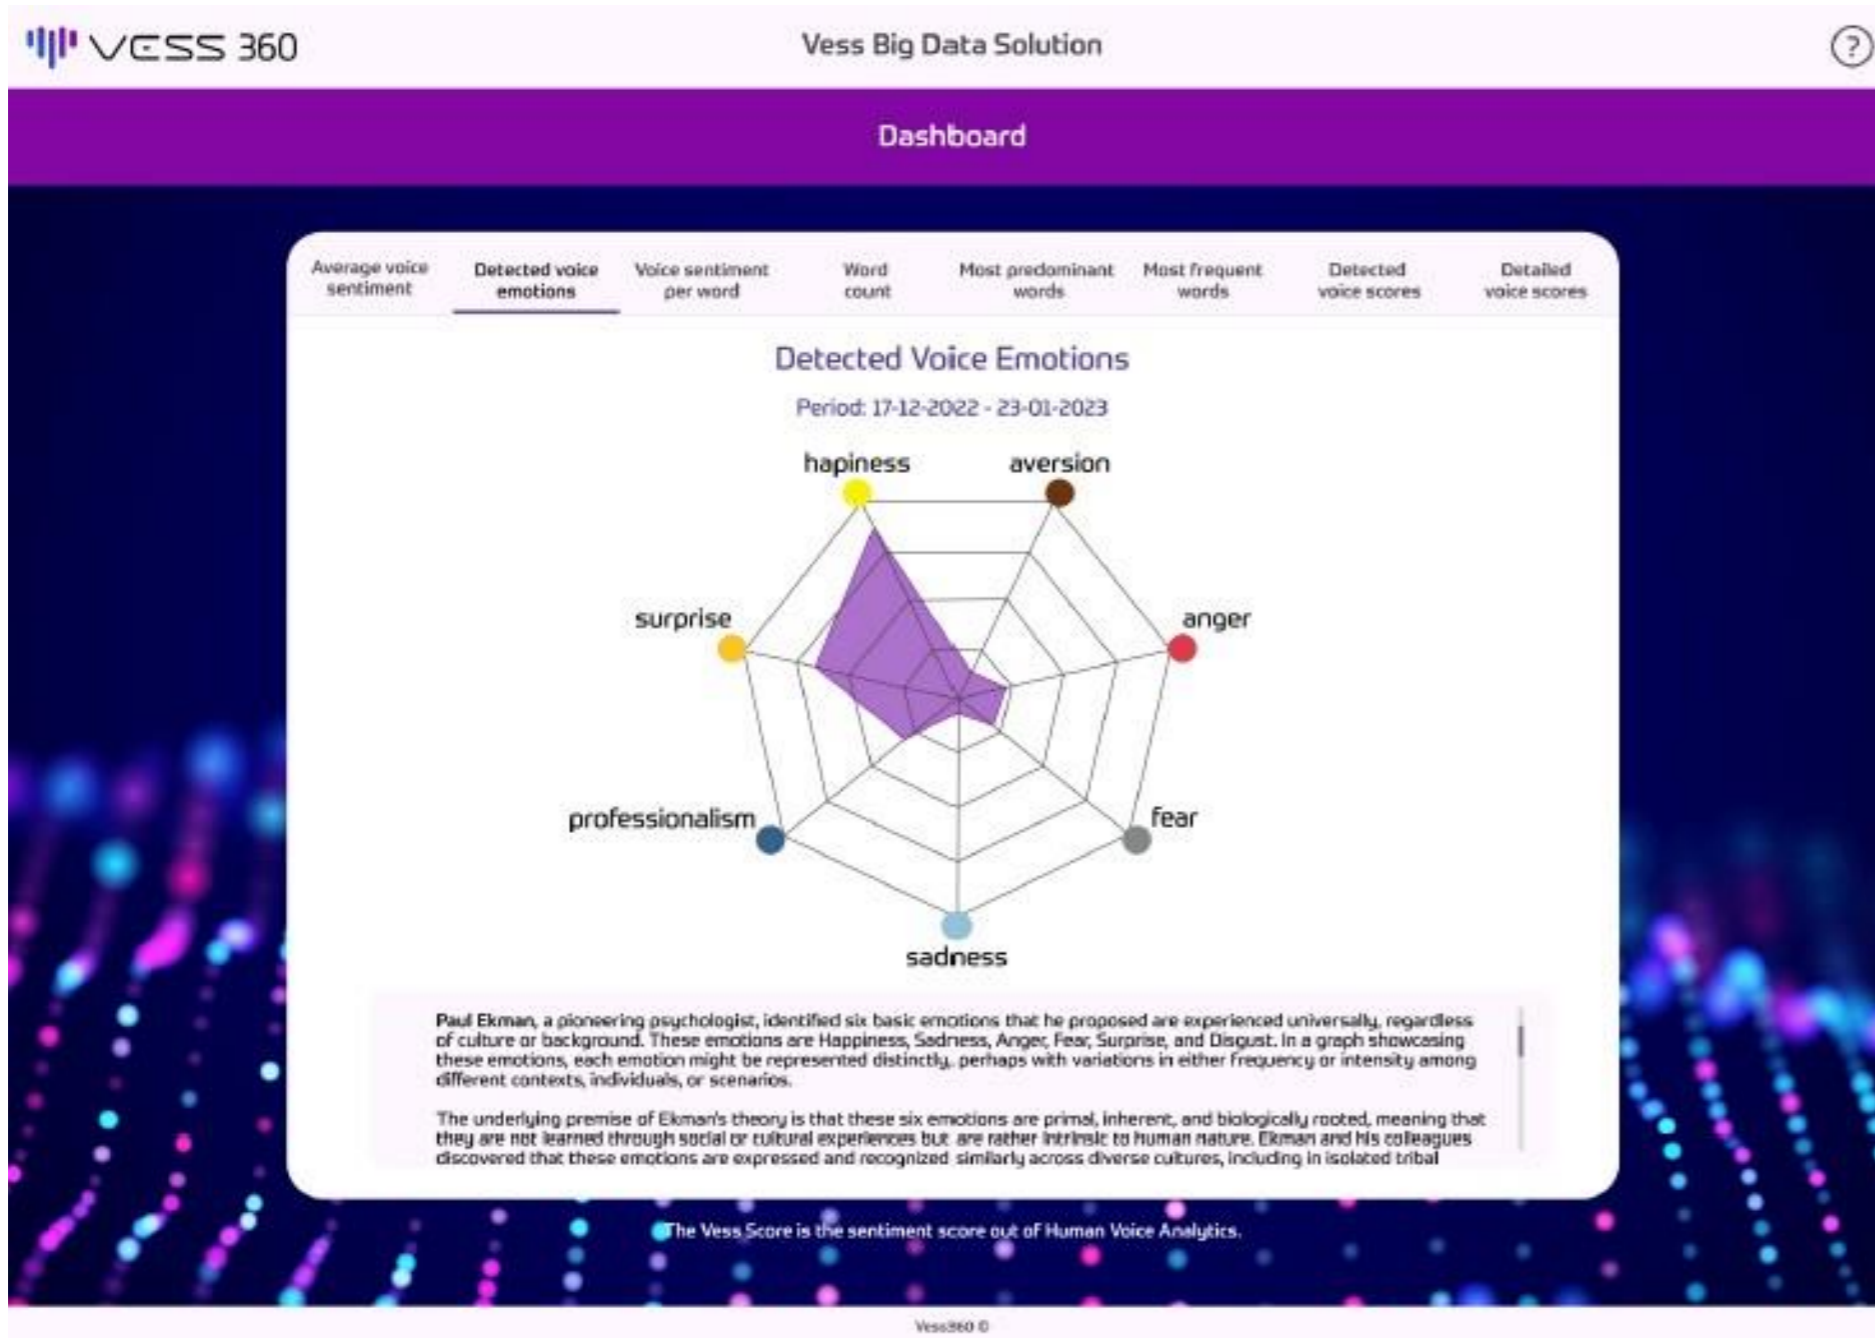 VESS 360
Vess Big Data Solution
?
Dashboard
Average voice
sentiment
Detected voice
emotions
Voice sentiment
per word
Word
count
Most predominant
words
Most frequent
words
Detected
voice scores
Detailed
voice scores
Detected Voice Emotions
Period: 17-12-2022 - 23-01-2023
hapiness
aversion
surprise
anger
professionalism
fear
sadness
Paul Ekman, a pioneering psychologist, identified six basic emotions that he proposed are experienced universally, regardless
of culture or background. These emotions are Happiness, Sadness, Anger, Fear, Surprise, and Disgust. In a graph showcasing
these emotions, each emotion might be represented distinctly, perhaps with variations in either frequency or intensity among
different contexts, individuals, or scenarios.
The underlying premise of Ekman's theory is that these six emotions are primal, inherent, and biologically rooted, meaning that
they are not learned through social or cultural experiences but are rather intrinsic to human nature. Ekman and his colleagues
discovered that these emotions are expressed and recognized similarly across diverse cultures, including in isolated tribal
The Vess Score is the sentiment score out of Human Voice Analytics.
Vess360 ©